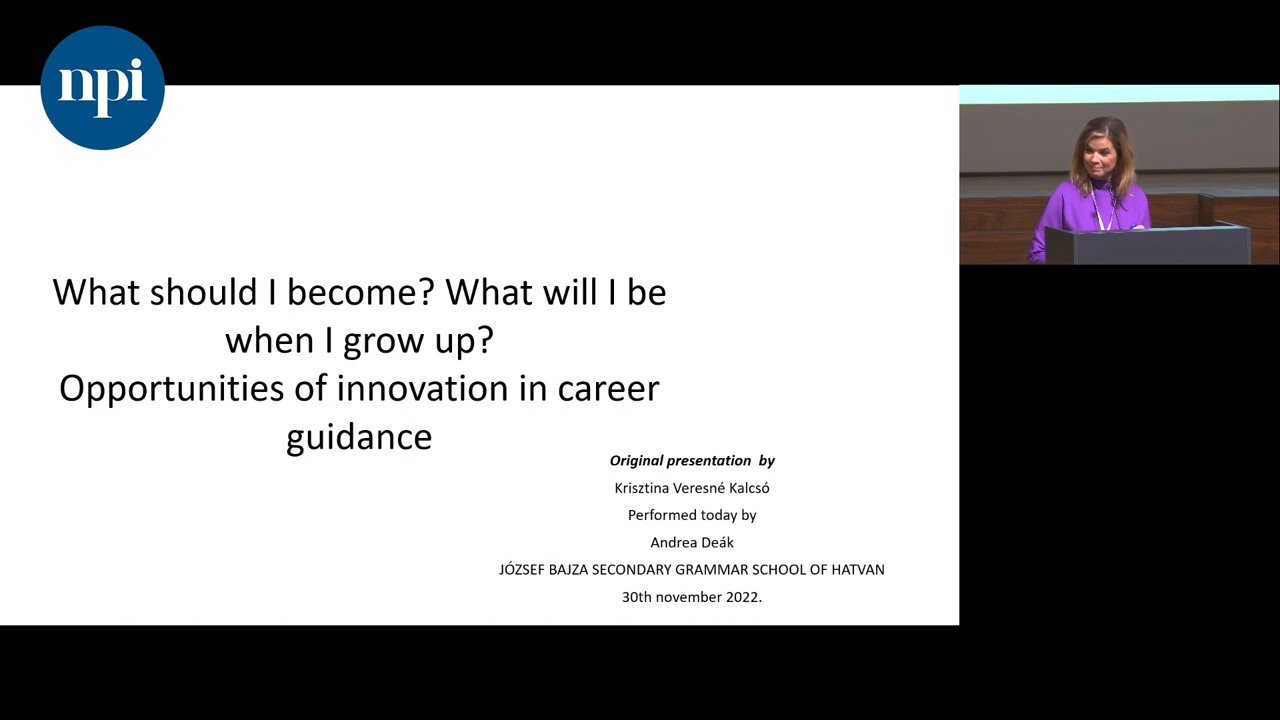 npi
What should I become? What will I be
when I grow up?
Opportunities of innovation in career
guidance
Original presentation by
Krisztina Veresné Kalcsó
Performed today by
Andrea Deák
JÓZSEF BAJZA SECONDARY GRAMMAR SCHOOL OF HATVAN
30th november 2022.